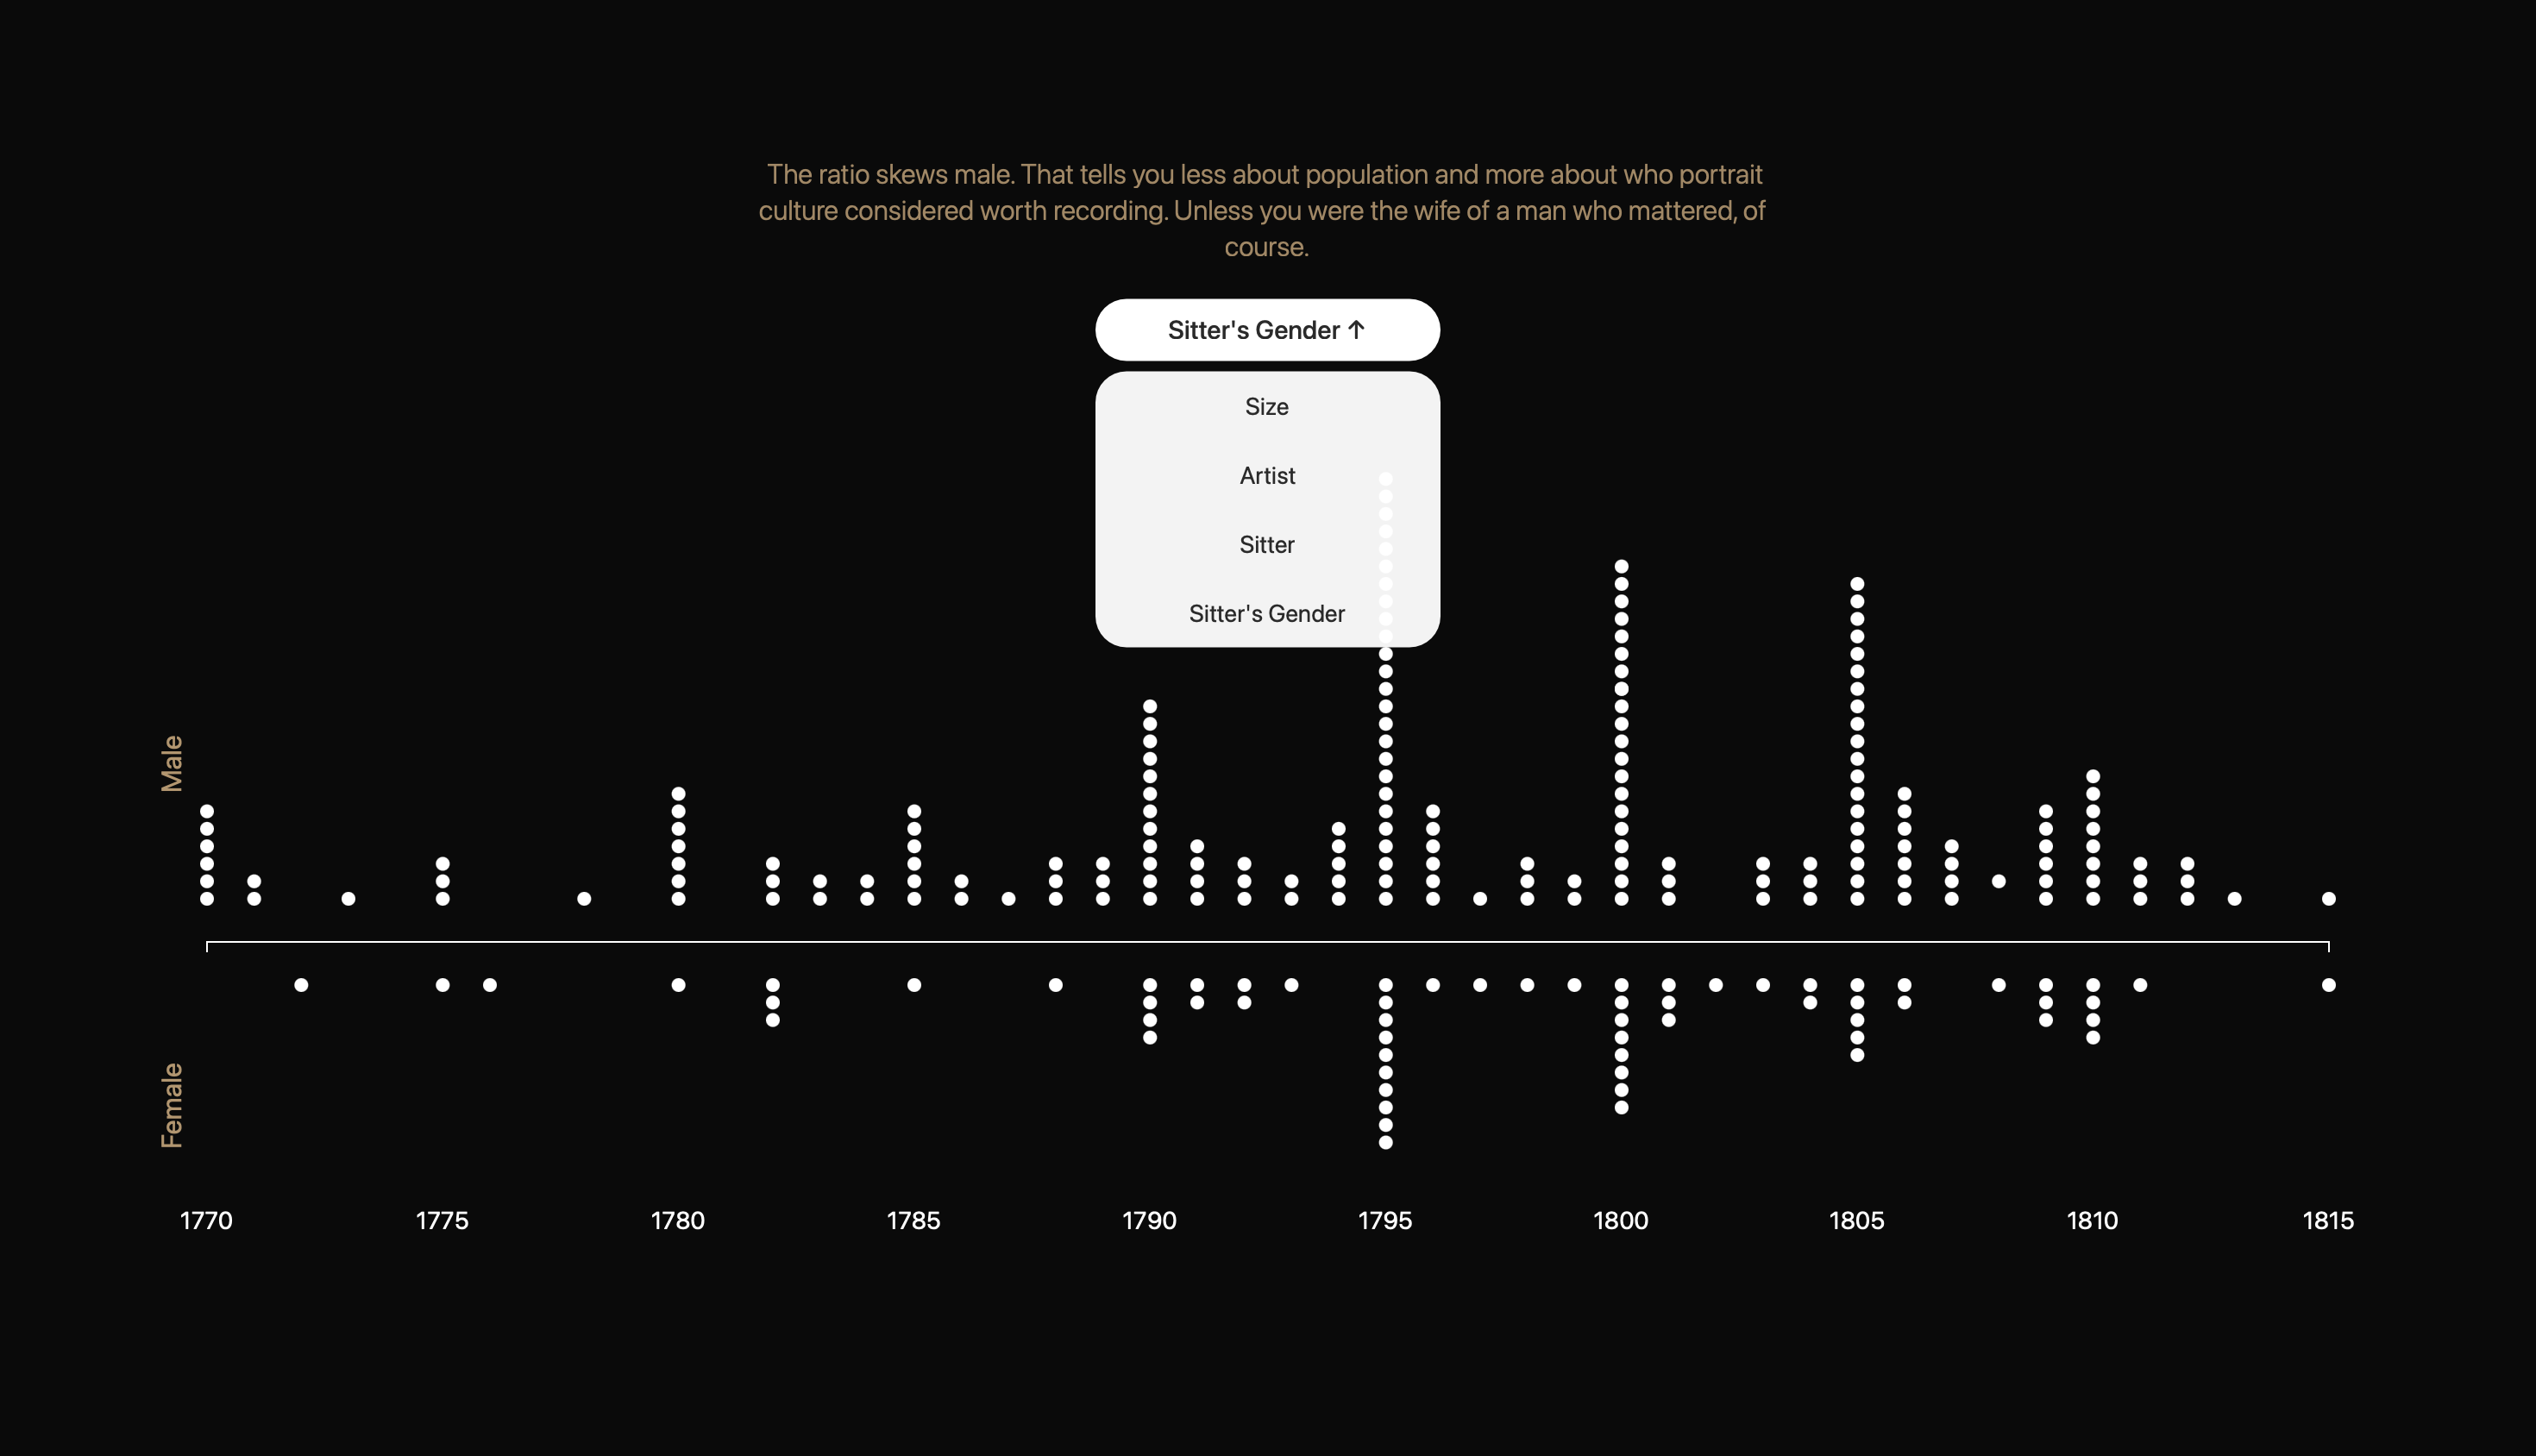 The ratio skews male. That tells you less about population and more about who portrait
culture considered worth recording. Unless you were the wife of a man who mattered, of
course.
Sitter's Gender ↑
Size
Artist
Sitter
Sitter's Gender
Male
Female
1770 1775 1780 1785 1790 1795 1800 1805 1810 1815